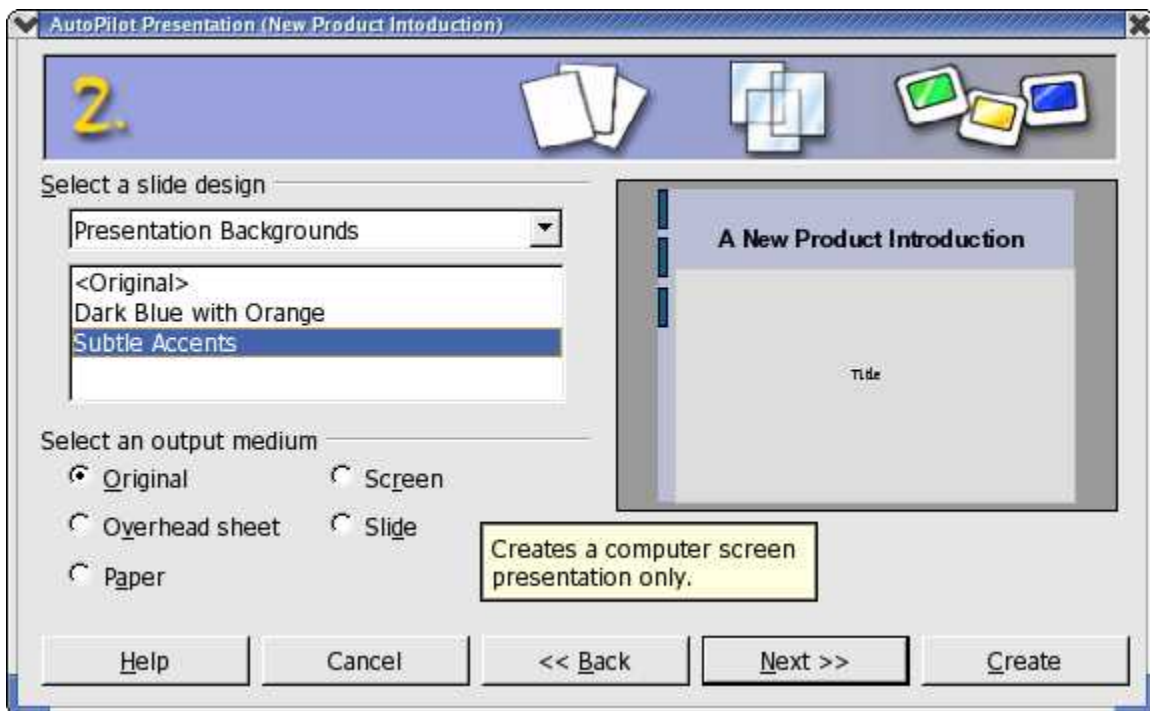 AutoPilot Presentation (New Product Intoduction)
2.
Select a slide design
Presentation Backgrounds
<Original>
Dark Blue with Orange
Subtle Accents
A New Product Introduction
Title
Select an output medium
Original
Screen
Overhead sheet
Slide
Paper
Creates a computer screen
presentation only.
Help
Cancel
<< Back
Next >>
Create